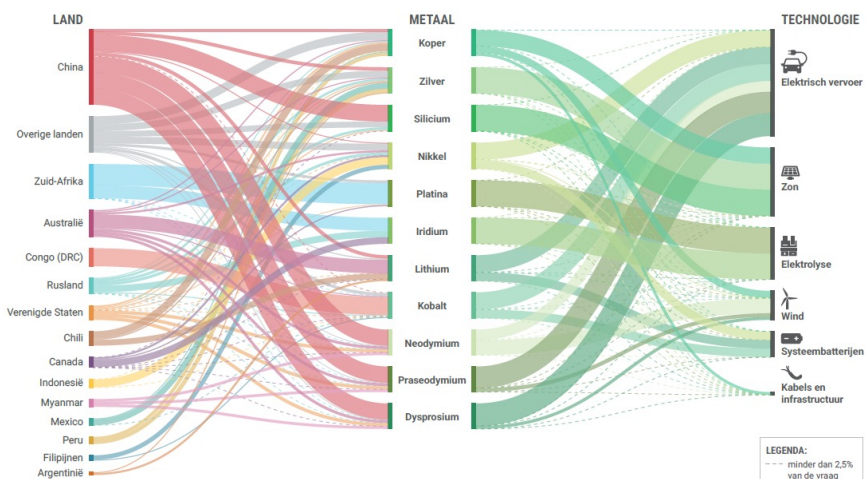 LAND
China
Overige landen
Zuid-Afrika
Australië
Congo (DRC)
Rusland
Verenigde Staten
Chili
Canada
Indonesië
Myanmar
Mexico
Peru
Filipijnen
Argentinië
METAAL
Koper
Zilver
Silicium
Nikkel
Platina
Iridium
Lithium
Kobalt
Neodymium
Praseodymium
Dysprosium
TECHNOLOGIE
Elektrisch vervoer
Zon
Elektrolyse
Wind
Systeembatterijen
Kabels en
infrastructuur
LEGENDA:
minder dan 2,5%
van de vraag